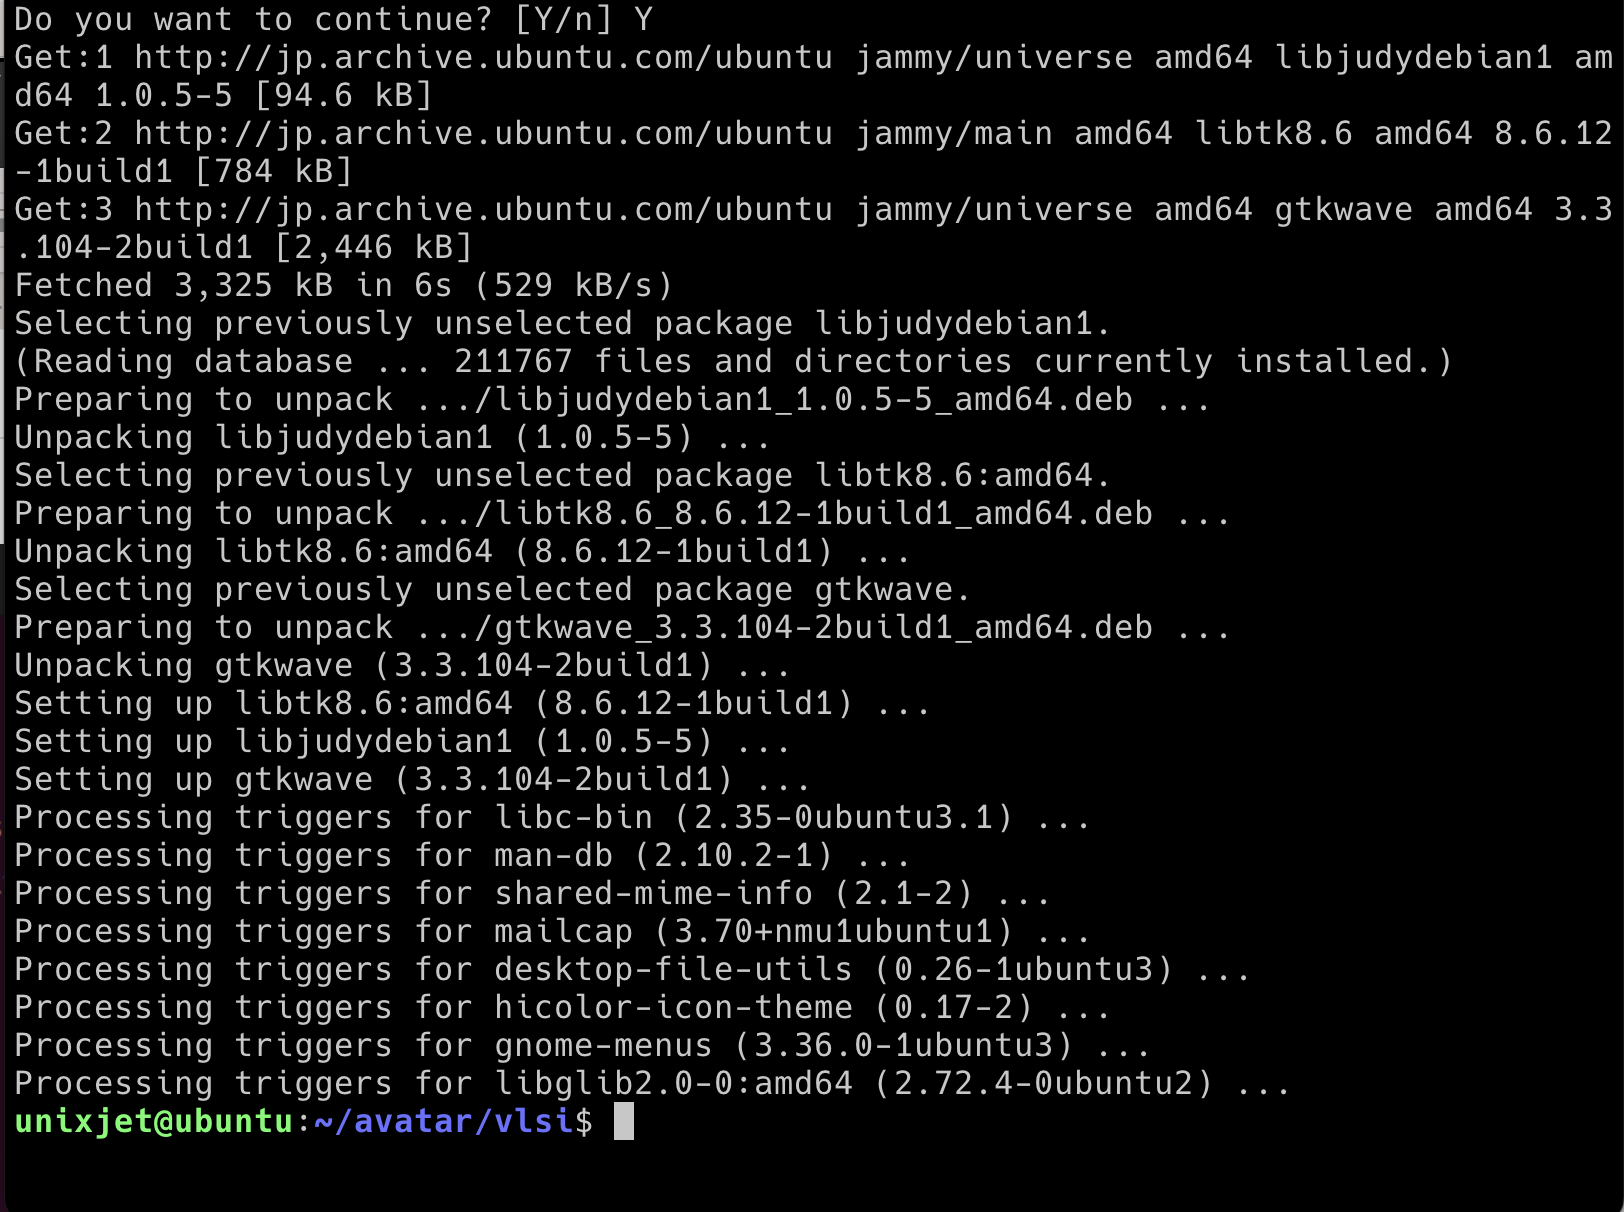 Do you want to continue? [Y/n] Y
Get:1 http://jp.archive.ubuntu.com/ubuntu jammy/universe amd64 libjudydebian1 am
d64 1.0.5-5 [94.6 kB]
Get:2 http://jp.archive.ubuntu.com/ubuntu jammy/main amd64 libtk8.6 amd64 8.6.12
-1build1 [784 kB]
Get:3 http://jp.archive.ubuntu.com/ubuntu jammy/universe amd64 gtkwave amd64 3.3
.104-2build1 [2,446 kB]
Fetched 3,325 kB in 6s (529 kB/s)
Selecting previously unselected package libjudydebian1.
(Reading database ... 211767 files and directories currently installed.)
Preparing to unpack .../libjudydebian1_1.0.5-5_amd64.deb ...
Unpacking libjudydebian1 (1.0.5-5) ...
Selecting previously unselected package libtk8.6:amd64.
Preparing to unpack .../libtk8.6_8.6.12-1build1_amd64.deb ...
Unpacking libtk8.6:amd64 (8.6.12-1build1) ...
Selecting previously unselected package gtkwave.
Preparing to unpack .../gtkwave_3.3.104-2build1_amd64.deb ...
Unpacking gtkwave (3.3.104-2build1) ...
Setting up libtk8.6:amd64 (8.6.12-1build1) ...
Setting up libjudydebian1 (1.0.5-5) ...
Setting up gtkwave (3.3.104-2build1) ...
Processing triggers for libc-bin (2.35-0ubuntu3.1) ...
Processing triggers for man-db (2.10.2-1) ...
Processing triggers for shared-mime-info (2.1-2) ...
Processing triggers for mailcap (3.70+nmu1ubuntu1) ...
Processing triggers for desktop-file-utils (0.26-1ubuntu3) ...
Processing triggers for hicolor-icon-theme (0.17-2) ...
Processing triggers for gnome-menus (3.36.0-1ubuntu3) ...
Processing triggers for libglib2.0-0:amd64 (2.72.4-0ubuntu2) ...
unixjet@ubuntu:~/avatar/vlsi$